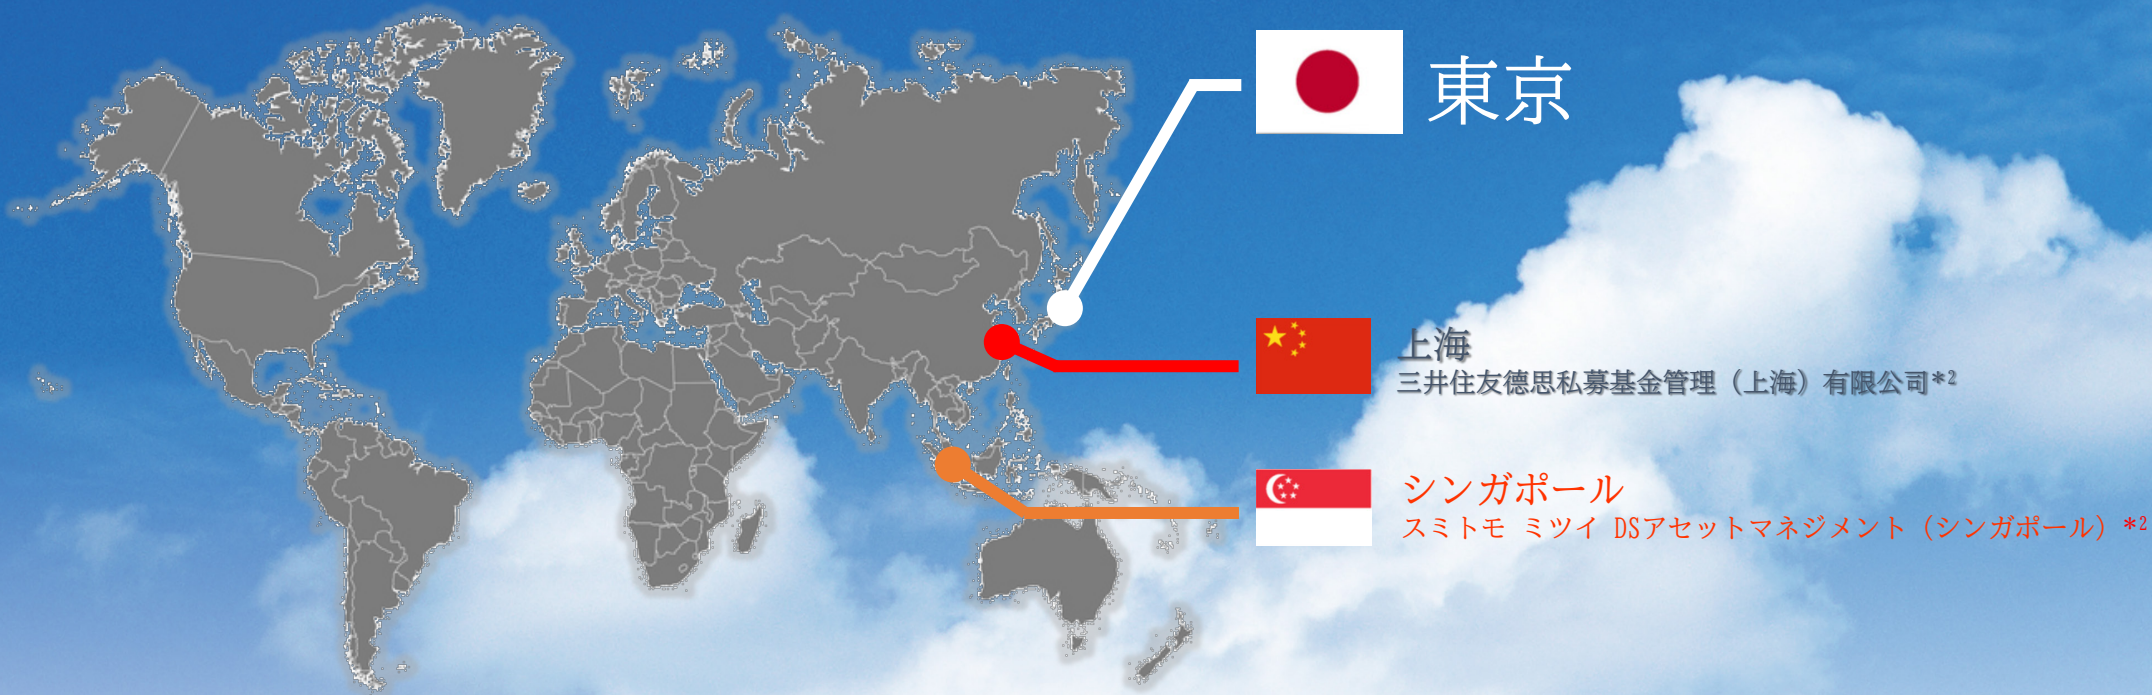 東京
上海
三井住友德思私募基金管理（上海）有限公司*2
シンガポール
スミトモ ミツイ DSアセットマネジメント（シンガポール）*2